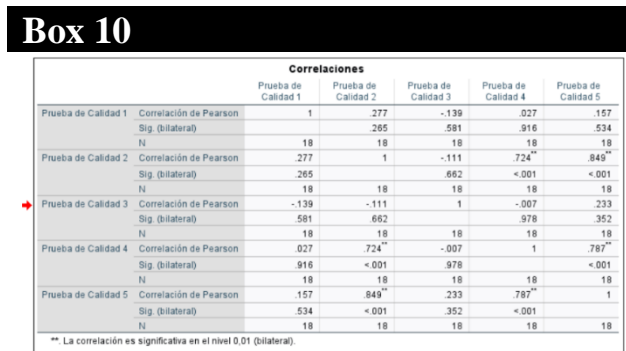 Box 10
Correlaciones
Prueba de Calidad 1 Prueba de Calidad 2 Prueba de Calidad 3 Prueba de Calidad 4 Prueba de Calidad 5
Prueba de Calidad 1 Correlación de Pearson 1 .277 -.139 .027 .157
Sig. (bilateral) .265 .581 .916 .534
N 18 18 18 18 18
Prueba de Calidad 2 Correlación de Pearson .277 1 -.111 .724** .849**
Sig. (bilateral) .265 .662 <.001 <.001
N 18 18 18 18 18
Prueba de Calidad 3 Correlación de Pearson -.139 -.111 1 -.007 .233
Sig. (bilateral) .581 .662 .978 .352
N 18 18 18 18 18
Prueba de Calidad 4 Correlación de Pearson .027 .724** -.007 1 .787**
Sig. (bilateral) .916 <.001 .978 <.001
N 18 18 18 18 18
Prueba de Calidad 5 Correlación de Pearson .157 .849** .233 .787** 1
Sig. (bilateral) .534 <.001 .352 <.001
N 18 18 18 18 18
**. La correlación es significativa en el nivel 0,01 (bilateral).